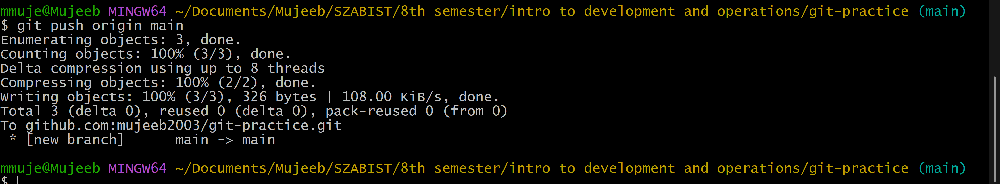 mmuje@Mujeeb MINGW64 ~/Documents/Mujeeb/SZABIST/8th semester/intro to development and operations/git-practice (main)
$ git push origin main
Enumerating objects: 3, done.
Counting objects: 100% (3/3), done.
Delta compression using up to 8 threads
Compressing objects: 100% (2/2), done.
Writing objects: 100% (3/3), 326 bytes | 108.00 KiB/s, done.
Total 3 (delta 0), reused 0 (delta 0), pack-reused 0 (from 0)
To github.com:mujeeb2003/git-practice.git
 * [new branch]      main -> main
mmuje@Mujeeb MINGW64 ~/Documents/Mujeeb/SZABIST/8th semester/intro to development and operations/git-practice (main)
$